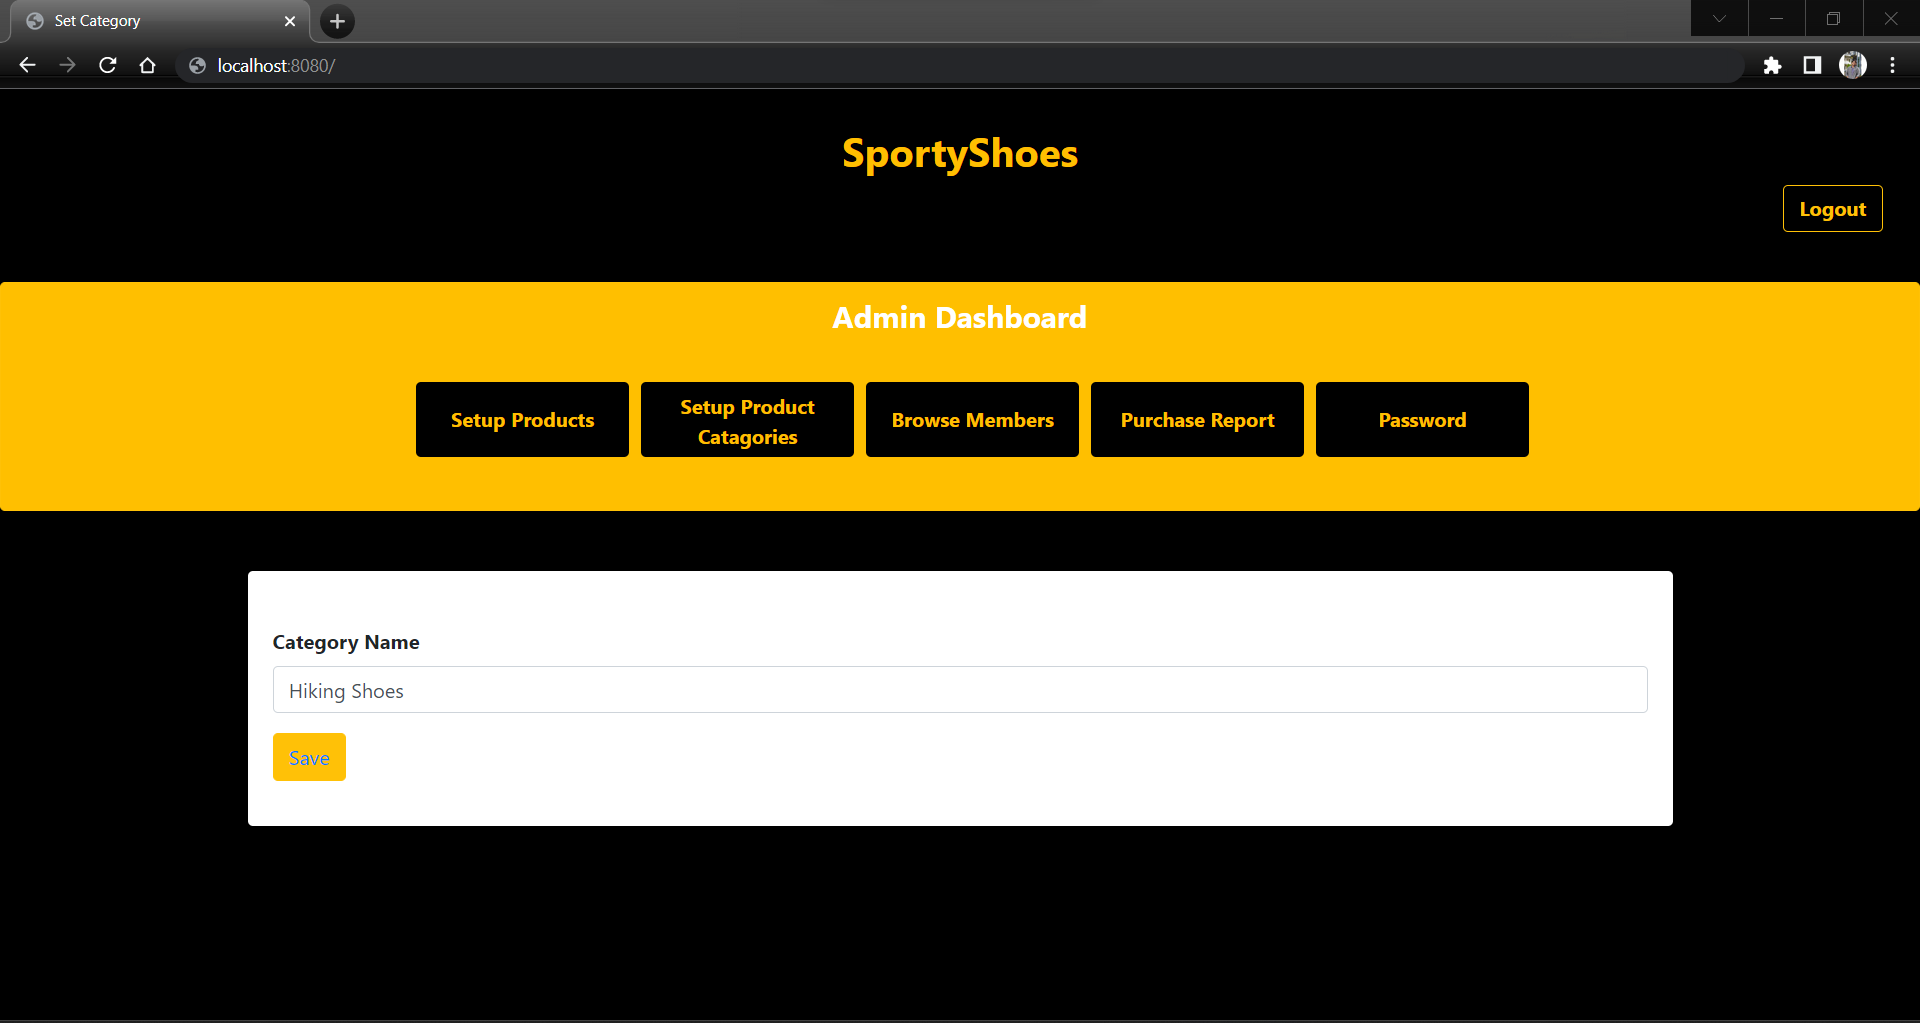 Set Category
localhost:8080/
SportyShoes
Logout
Admin Dashboard
Setup Products
Setup Product
Catagories
Browse Members
Purchase Report
Password
Category Name
Hiking Shoes
Save